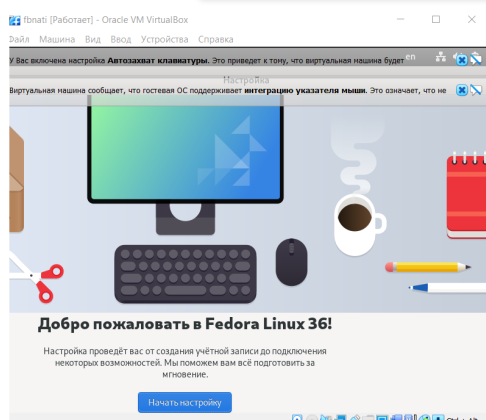 fbnati [Работает] - Oracle VM VirtualBox
Файл Машина Вид Ввод Устройства Справка
У Вас включена настройка Автозахват клавиатуры. Это приведет к тому, что виртуальная машина будет
en
Настройка
Виртуальная машина сообщает, что гостевая ОС поддерживает интеграцию указателя мыши. Это означает, что не
Добро пожаловать в Fedora Linux 36!
Настройка проведёт вас от создания учётной записи до подключения
некоторых возможностей. Мы поможем вам всё подготовить за
мгновение.
Начать настройку